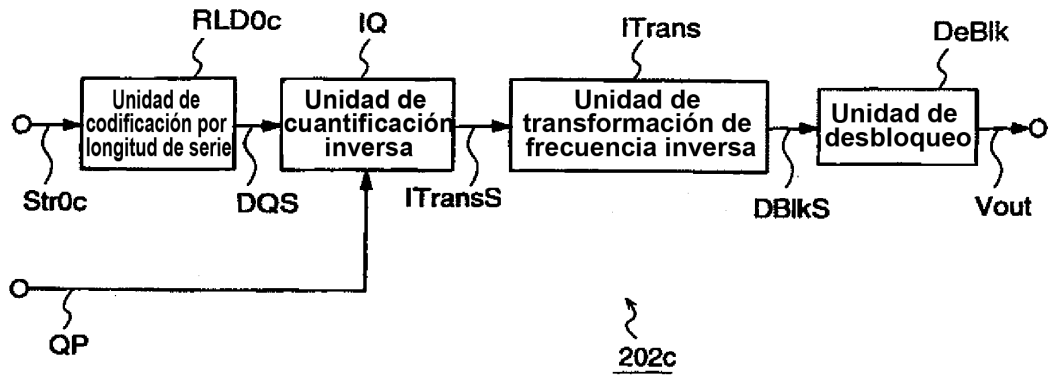 RLD0c
IQ
ITrans
DeBlk
Unidad de
codificación por
longitud de serie
Unidad de
cuantificación
inversa
Unidad de
transformación de
frecuencia inversa
Unidad de
desbloqueo
Str0c
DQS
ITransS
DBlkS
Vout
QP
202c